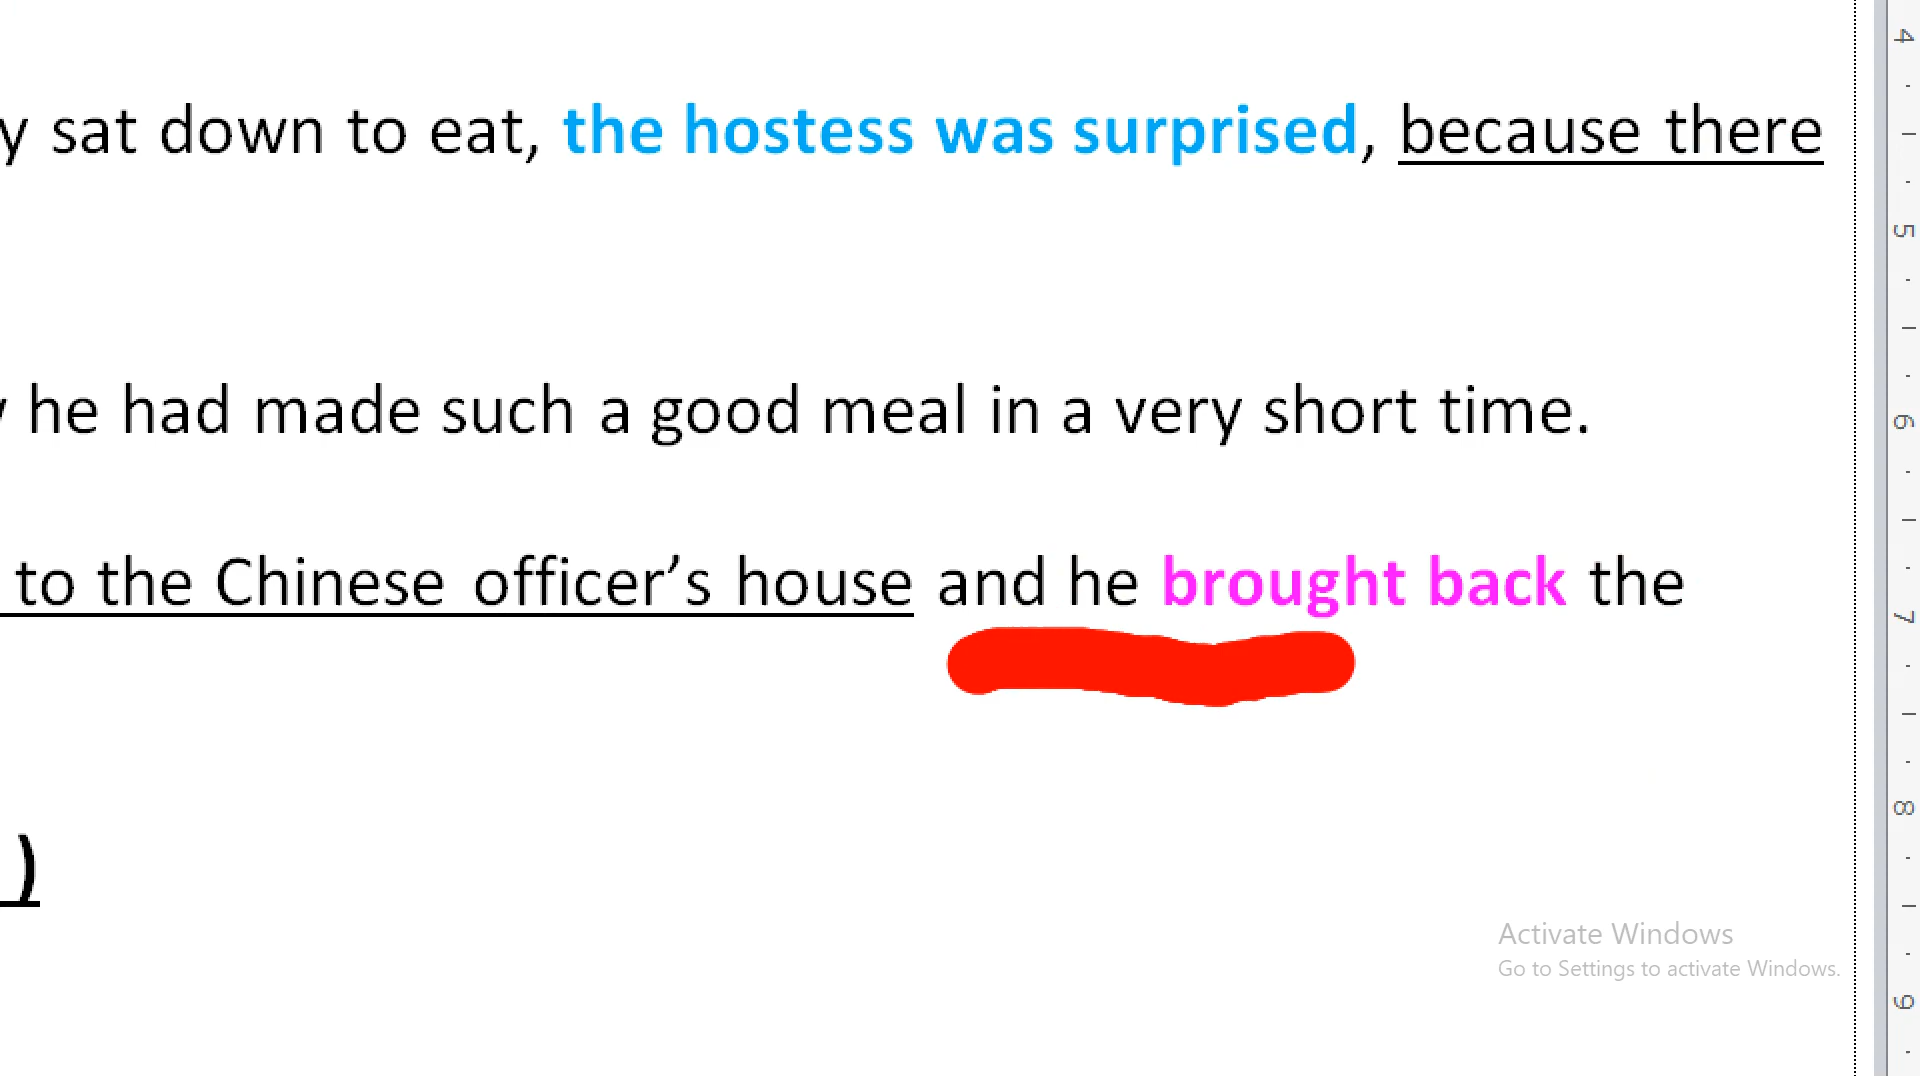 y sat down to eat, the hostess was surprised, because there
he had made such a good meal in a very short time.
to the Chinese officer’s house and he brought back the
)
Activate Windows
Go to Settings to activate Windows.
4
5
6
7
8
9